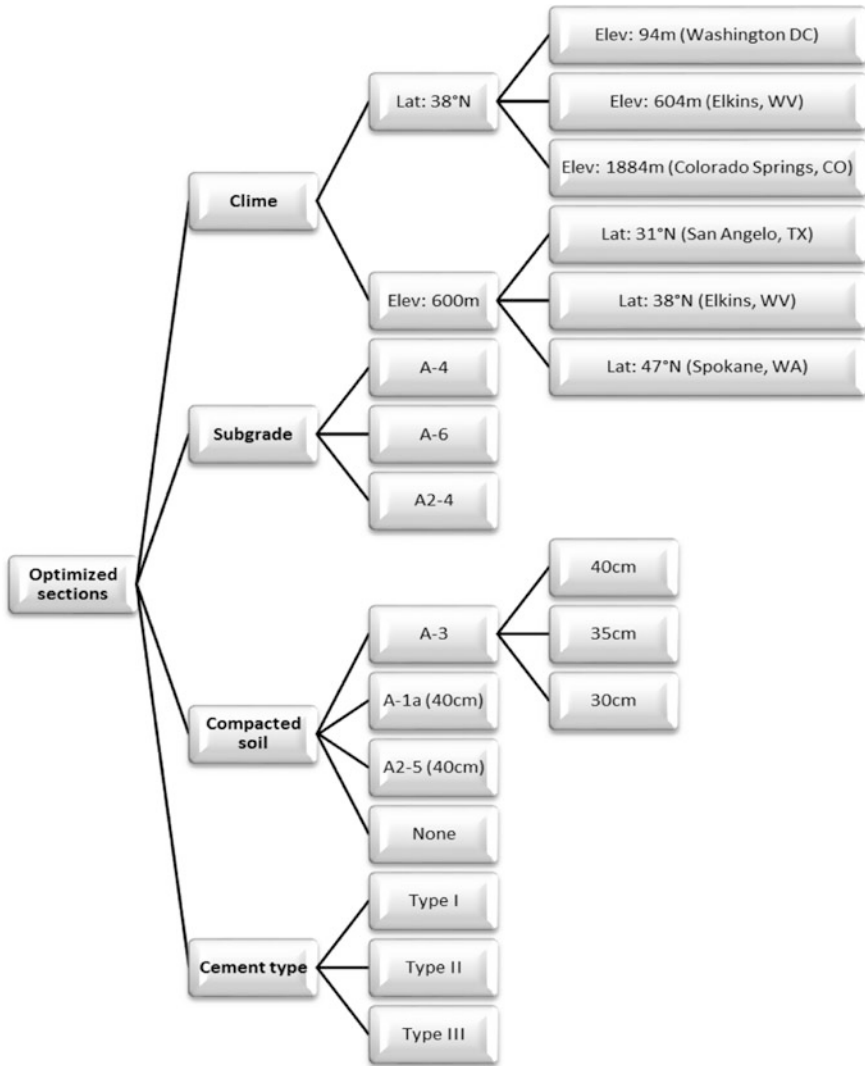 Optimized
sections
Clime
Lat: 38°N
Elev: 94m (Washington DC)
Elev: 604m (Elkins, WV)
Elev: 1884m (Colorado Springs, CO)
Elev: 600m
Lat: 31°N (San Angelo, TX)
Lat: 38°N (Elkins, WV)
Lat: 47°N (Spokane, WA)
Subgrade
A-4
A-6
A2-4
Compacted
soil
A-3
40cm
35cm
30cm
A-1a (40cm)
A2-5 (40cm)
None
Cement type
Type I
Type II
Type III